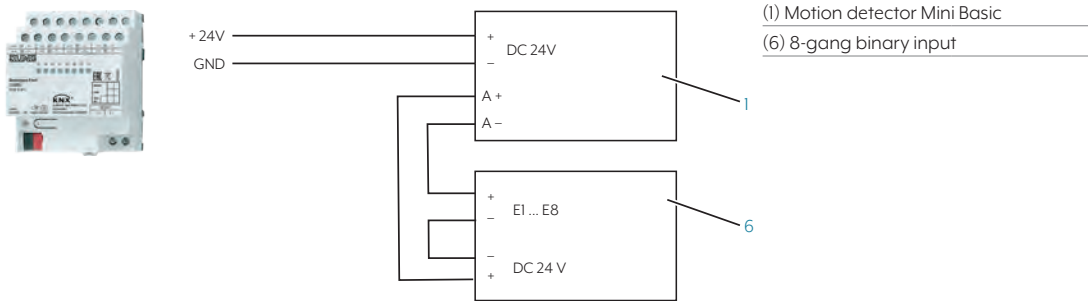 (1) Motion detector Mini Basic
(6) 8-gang binary input
+ 24V
GND
+
DC 24V
–
A +
A –
1
+
E1 ... E8
–
6
–
DC 24 V
+
KNX